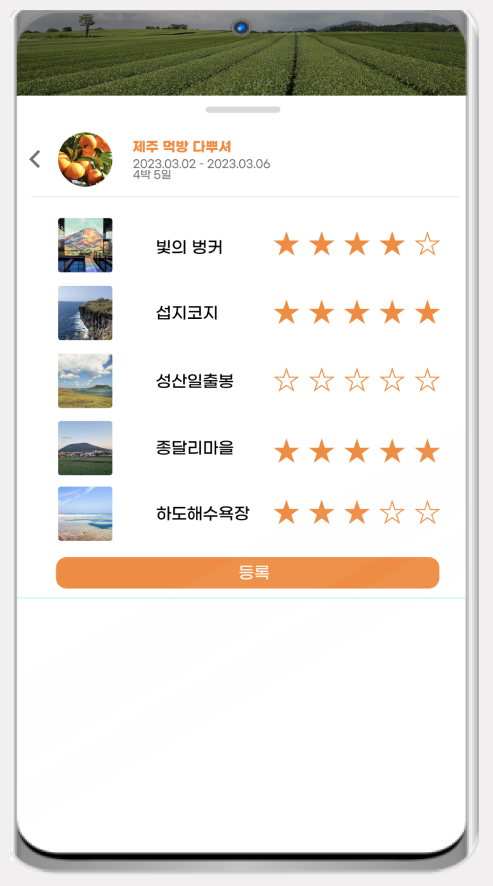 제주 먹방 다뿌셔
2023.03.02 - 2023.03.06
4박 5일
빛의 벙커
섭지코지
성산일출봉
종달리마을
하도해수욕장
등록